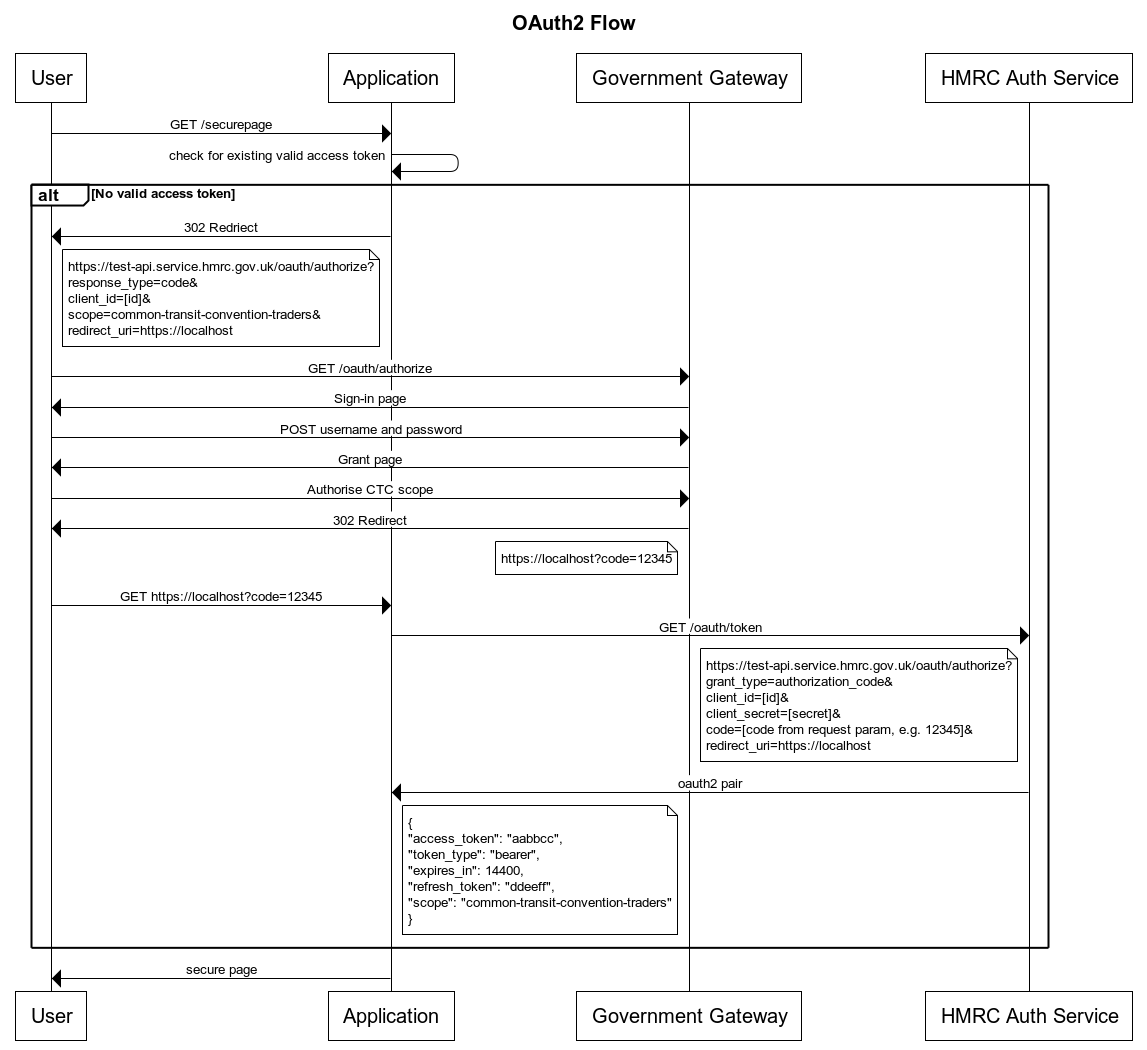 OAuth2 Flow
User
Application
Government Gateway
HMRC Auth Service
GET /securepage
check for existing valid access token
alt
[No valid access token]
302 Redriect
https://test-api.service.hmrc.gov.uk/oauth/authorize?
response_type=code&
client_id=[id]&
scope=common-transit-convention-traders&
redirect_uri=https://localhost
GET /oauth/authorize
Sign-in page
POST username and password
Grant page
Authorise CTC scope
302 Redirect
https://localhost?code=12345
GET https://localhost?code=12345
GET /oauth/token
https://test-api.service.hmrc.gov.uk/oauth/authorize?
grant_type=authorization_code&
client_id=[id]&
client_secret=[secret]&
code=[code from request param, e.g. 12345]&
redirect_uri=https://localhost
oauth2 pair
{
"access_token": "aabbcc",
"token_type": "bearer",
"expires_in": 14400,
"refresh_token": "ddeeff",
"scope": "common-transit-convention-traders"
}
secure page
User
Application
Government Gateway
HMRC Auth Service